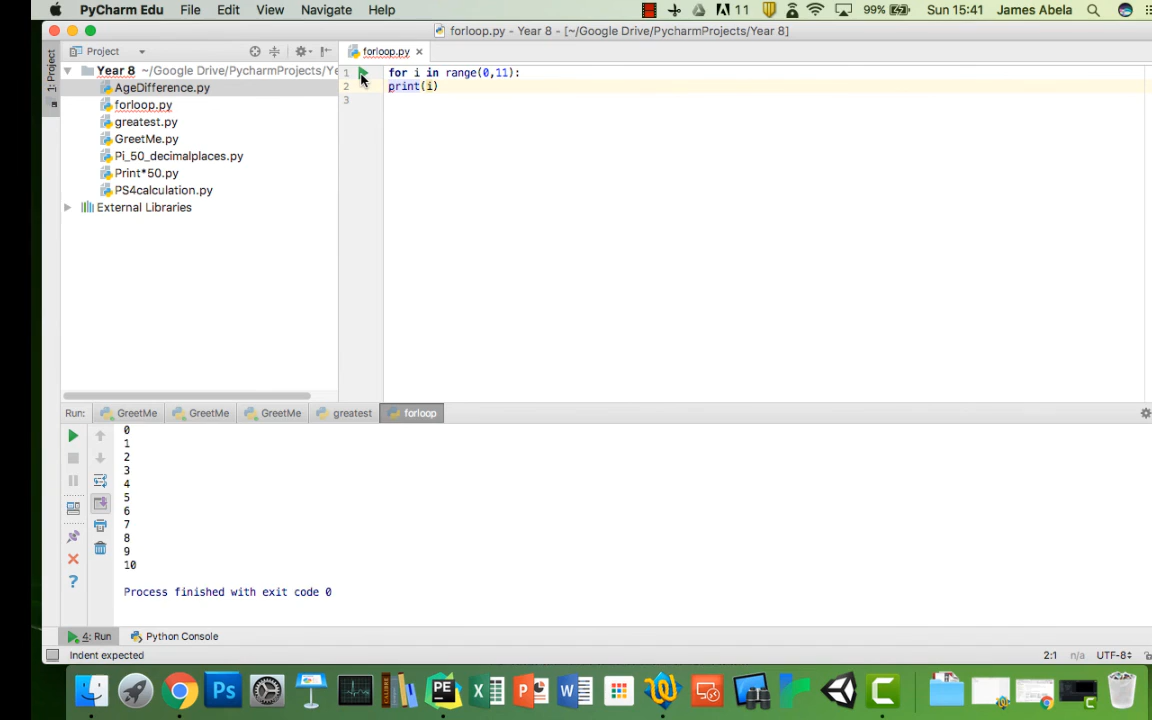 PyCharm Edu File Edit View Navigate Help 11 99% Sun 15:41 James Abela
forloop.py - Year 8 - [~/Google Drive/PycharmProjects/Year 8]
Project forloop.py
1: Project
Year 8 ~/Google Drive/PycharmProjects/Ye
AgeDifference.py
forloop.py
greatest.py
GreetMe.py
Pi_50_decimalplaces.py
Print*50.py
PS4calculation.py
External Libraries
1 for i in range(0,11):
2 print(i)
3
Run: GreetMe GreetMe GreetMe greatest forloop
0
1
2
3
4
5
6
7
8
9
10
Process finished with exit code 0
4: Run Python Console
Indent expected 2:1 n/a UTF-8
Ps PE X P W C